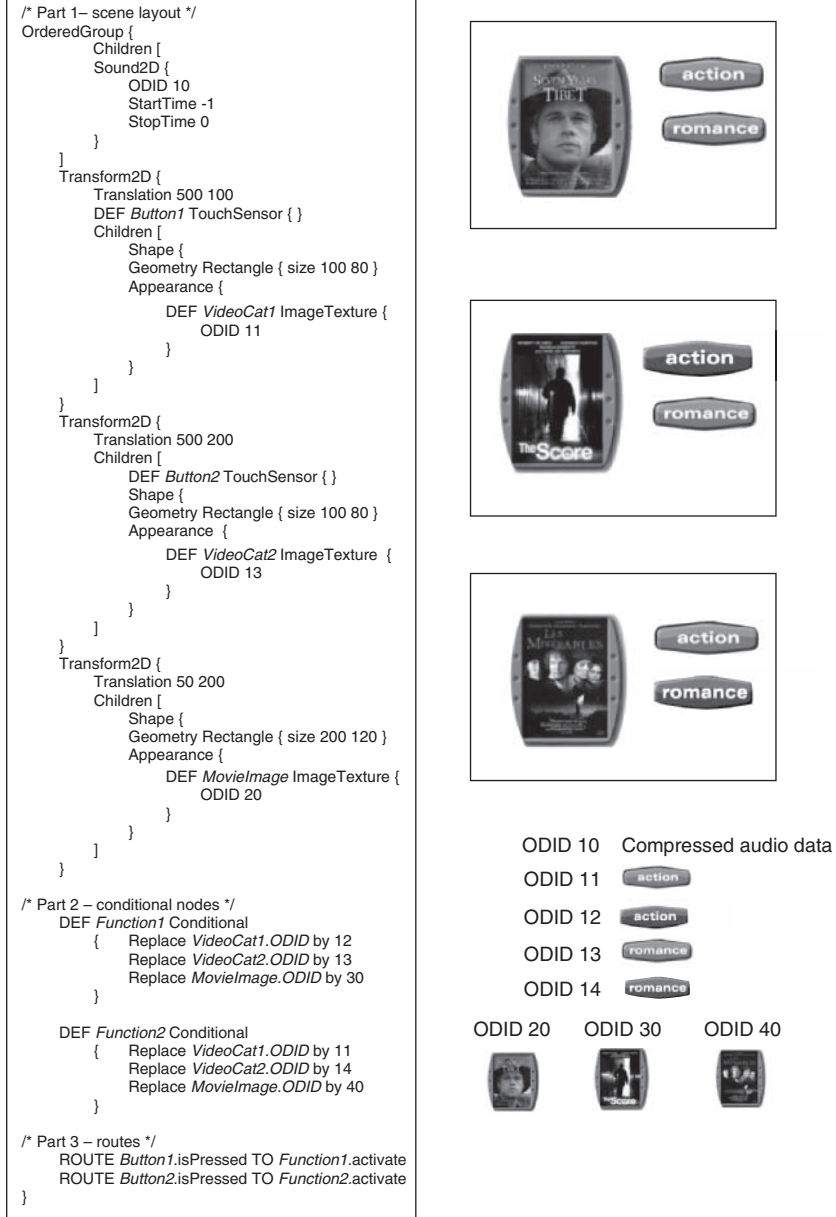 /* Part 1– scene layout */
OrderedGroup {
Children [
Sound2D {
ODID 10
StartTime -1
StopTime 0
}
]
Transform2D {
Translation 500 100
DEF Button1 TouchSensor { }
Children [
Shape {
Geometry Rectangle { size 100 80 }
Appearance {
DEF VideoCat1 ImageTexture {
ODID 11
}
}
]
}
Transform2D {
Translation 500 200
Children [
DEF Button2 TouchSensor { }
Shape {
Geometry Rectangle { size 100 80 }
Appearance {
DEF VideoCat2 ImageTexture {
ODID 13
}
}
]
}
Transform2D {
Translation 50 200
Children [
Shape {
Geometry Rectangle { size 200 120 }
Appearance {
DEF MovieImage ImageTexture {
ODID 20
}
}
]
}
/* Part 2 – conditional nodes */
DEF Function1 Conditional
{ Replace VideoCat1.ODID by 12
Replace VideoCat2.ODID by 13
Replace MovieImage.ODID by 30
}
DEF Function2 Conditional
{ Replace VideoCat1.ODID by 11
Replace VideoCat2.ODID by 14
Replace MovieImage.ODID by 40
}
/* Part 3 – routes */
ROUTE Button1.isPressed TO Function1.activate
ROUTE Button2.isPressed TO Function2.activate
}
SEVEN YEARS
TIBET
action
romance
The Score
action
romance
LES
MISERABLES
action
romance
ODID 10 Compressed audio data
ODID 11 action
ODID 12 action
ODID 13 romance
ODID 14 romance
ODID 20 ODID 30 ODID 40
The Score